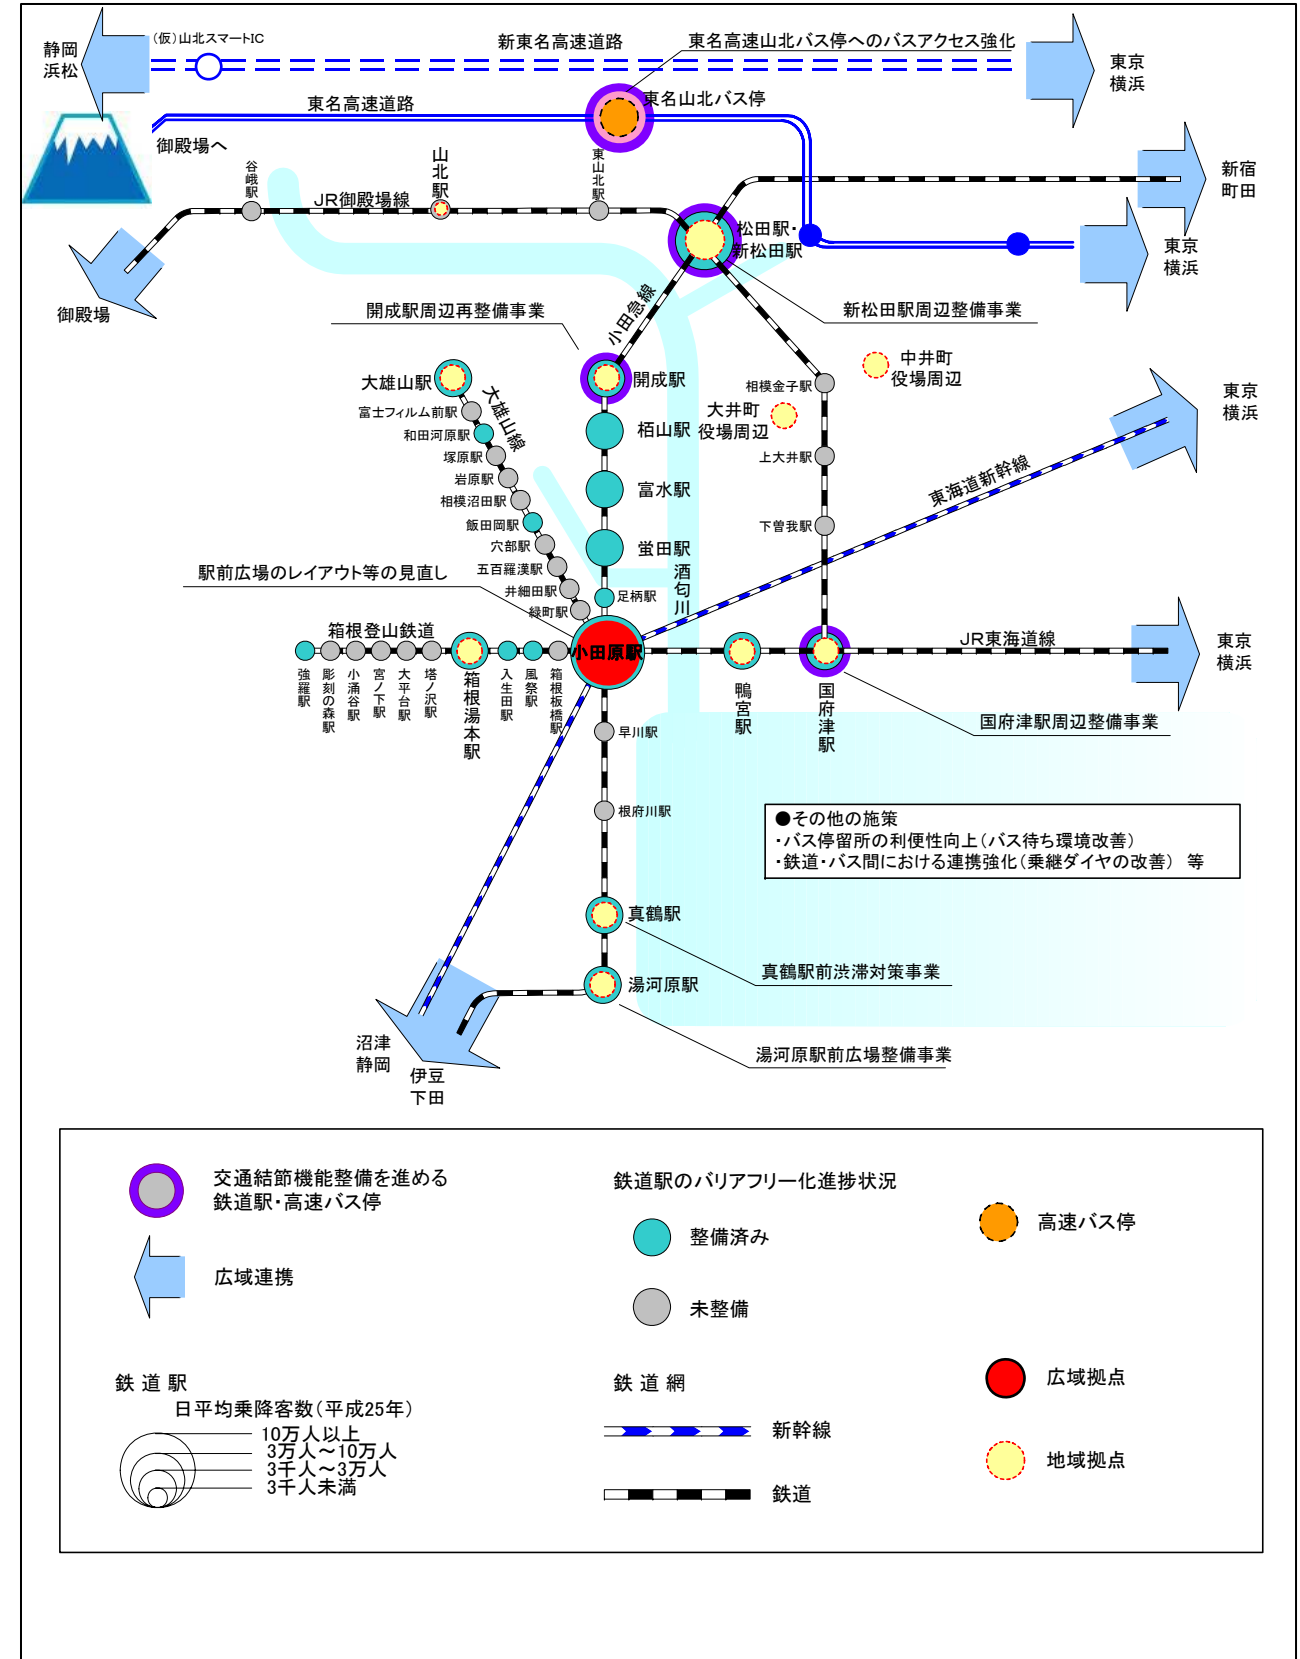 静岡
浜松
(仮)山北スマートIC
新東名高速道路
東名高速山北バス停へのバスアクセス強化
東京
横浜
東名高速道路
東名山北バス停
御殿場へ
谷峨駅
山北駅
東山北駅
新宿
町田
JR御殿場線
松田駅・
新松田駅
東京
横浜
御殿場
小田急線
開成駅周辺再整備事業
新松田駅周辺整備事業
中井町
役場周辺
大雄山駅
大雄山線
開成駅
相模金子駅
東京
横浜
富士フィルム前駅
大井町
役場周辺
和田河原駅
栢山駅
塚原駅
上大井駅
岩原駅
東海道新幹線
相模沼田駅
富水駅
飯田岡駅
下曽我駅
穴部駅
蛍田駅
五百羅漢駅
酒匂川
駅前広場のレイアウト等の見直し
井細田駅
足柄駅
緑町駅
箱根登山鉄道
小田原駅
JR東海道線
東京
横浜
強羅駅
彫刻の森駅
小涌谷駅
宮ノ下駅
大平台駅
塔ノ沢駅
箱根湯本駅
入生田駅
風祭駅
箱根板橋駅
鴨宮駅
国府津駅
国府津駅周辺整備事業
早川駅
根府川駅
●その他の施策
・バス停留所の利便性向上(バス待ち環境改善)
・鉄道・バス間における連携強化(乗継ダイヤの改善) 等
真鶴駅
真鶴駅前渋滞対策事業
湯河原駅
湯河原駅前広場整備事業
沼津
静岡
伊豆
下田
交通結節機能整備を進める
鉄道駅・高速バス停
広域連携
鉄道駅
日平均乗降客数(平成25年)
10万人以上
3万人～10万人
3千人～3万人
3千人未満
鉄道駅のバリアフリー化進捗状況
整備済み
未整備
鉄道網
新幹線
鉄道
高速バス停
広域拠点
地域拠点